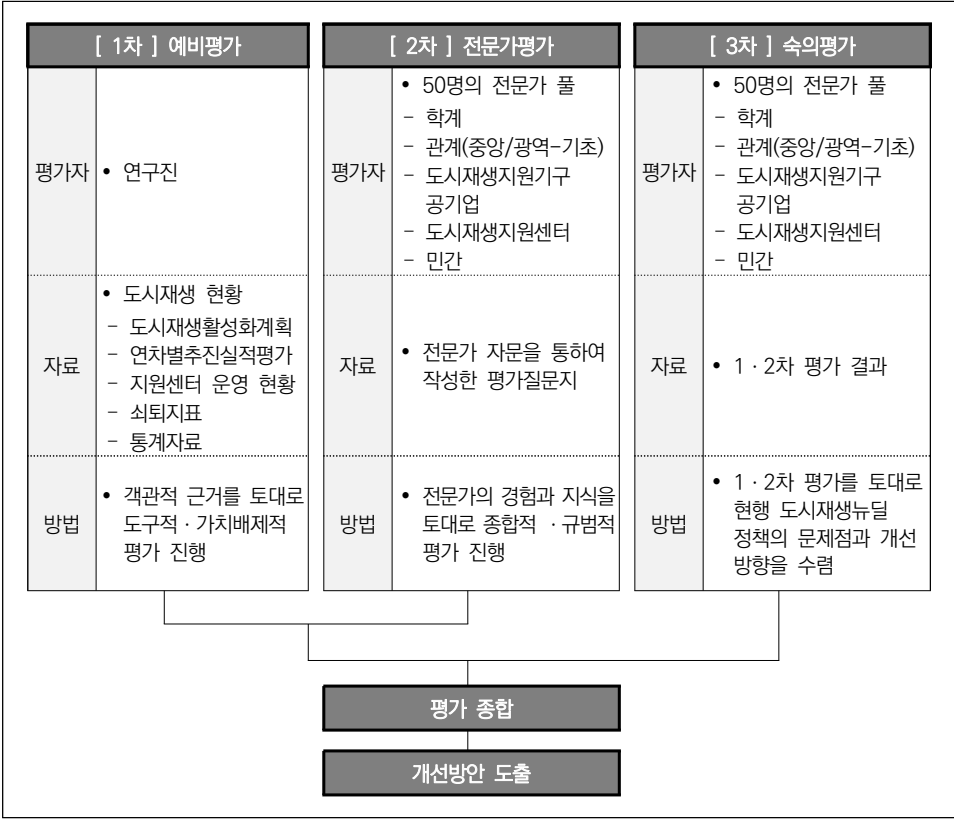 [ 1차 ] 예비평가
평가자
• 연구진
자료
• 도시재생 현황
- 도시재생활성화계획
- 연차별추진실적평가
- 지원센터 운영 현황
- 쇠퇴지표
- 통계자료
방법
• 객관적 근거를 토대로
도구적·가치배제적
평가 진행
[ 2차 ] 전문가평가
평가자
• 50명의 전문가 풀
- 학계
- 관계(중앙/광역-기초)
- 도시재생지원기구
공기업
- 도시재생지원센터
- 민간
자료
• 전문가 자문을 통하여
작성한 평가질문지
방법
• 전문가의 경험과 지식을
토대로 종합적 ·규범적
평가 진행
[ 3차 ] 숙의평가
평가자
• 50명의 전문가 풀
- 학계
- 관계(중앙/광역-기초)
- 도시재생지원기구
공기업
- 도시재생지원센터
- 민간
자료
• 1·2차 평가 결과
방법
• 1·2차 평가를 토대로
현행 도시재생뉴딜
정책의 문제점과 개선
방향을 수렴
평가 종합
개선방안 도출